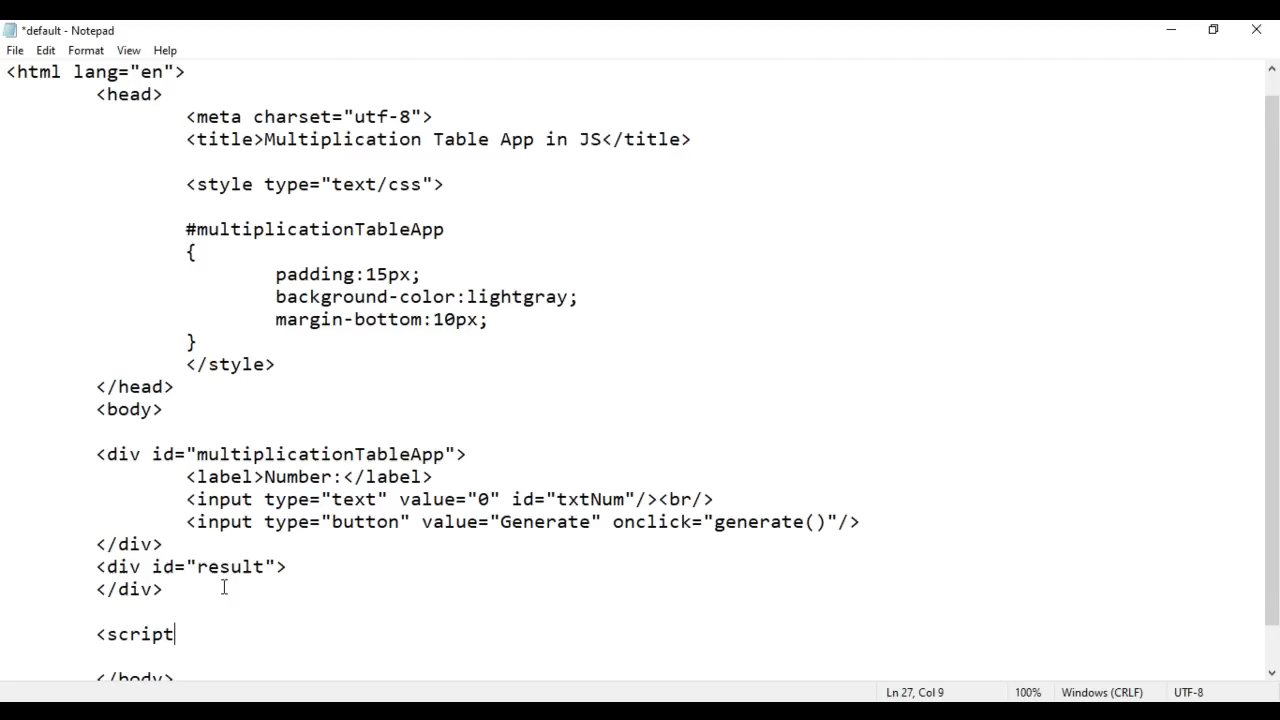 *default - Notepad
File Edit Format View Help
<html lang="en">
<head>
<meta charset="utf-8">
<title>Multiplication Table App in JS</title>
<style type="text/css">
#multiplicationTableApp
{
padding:15px;
background-color:lightgray;
margin-bottom:10px;
}
</style>
</head>
<body>
<div id="multiplicationTableApp">
<label>Number:</label>
<input type="text" value="0" id="txtNum"/><br/>
<input type="button" value="Generate" onclick="generate()"/>
</div>
<div id="result">
</div>
<script
</body>
Ln 27, Col 9 100% Windows (CRLF) UTF-8